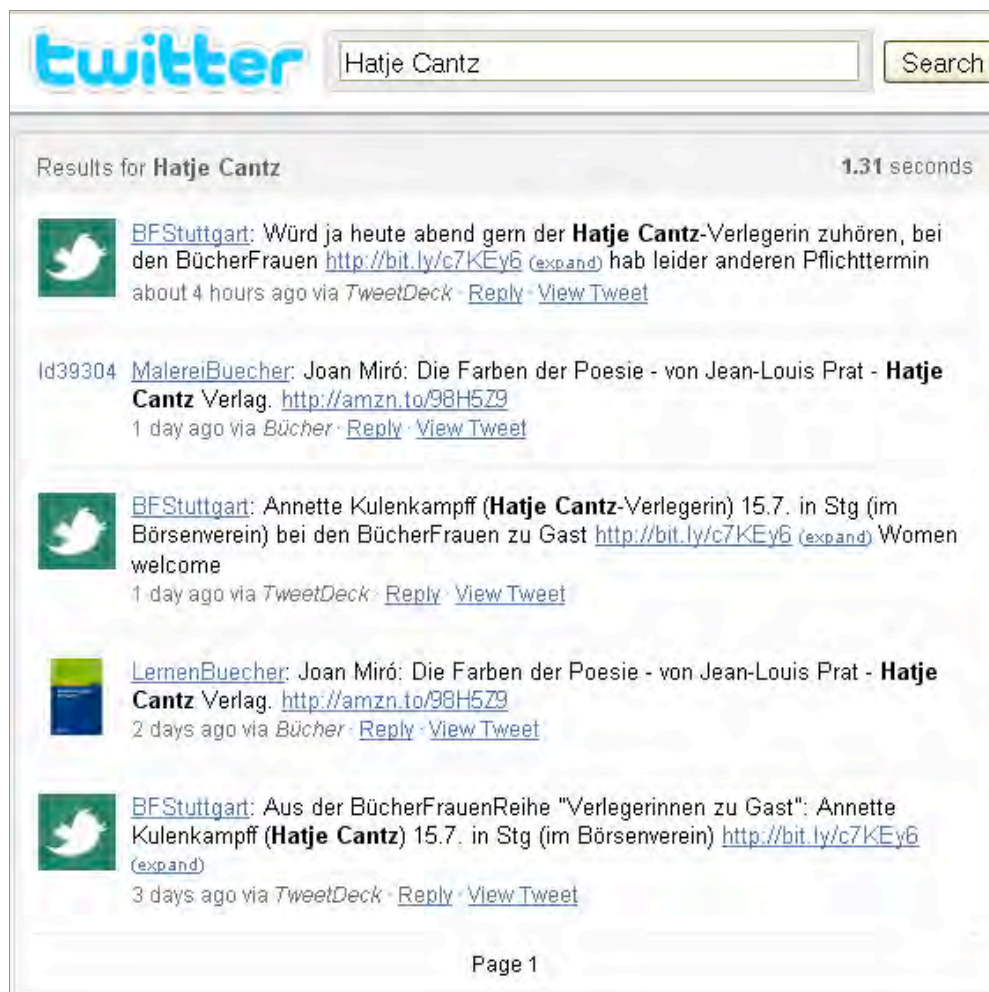 twitter Hatje Cantz Search
Results for Hatje Cantz 1.31 seconds
BFStuttgart: Würd ja heute abend gern der Hatje Cantz-Verlegerin zuhören, bei
den BücherFrauen http://bit.ly/c7KEy6 (expand) hab leider anderen Pflichttermin
about 4 hours ago via TweetDeck · Reply · View Tweet
Id39304 MalereiBuecher: Joan Miró: Die Farben der Poesie - von Jean-Louis Prat - Hatje
Cantz Verlag. http://amzn.to/98H5Z9
1 day ago via Bücher · Reply · View Tweet
BFStuttgart: Annette Kulenkampff (Hatje Cantz-Verlegerin) 15.7. in Stg (im
Börsenverein) bei den BücherFrauen zu Gast http://bit.ly/c7KEy6 (expand) Women
welcome
1 day ago via TweetDeck · Reply · View Tweet
LernenBuecher: Joan Miró: Die Farben der Poesie - von Jean-Louis Prat - Hatje
Cantz Verlag. http://amzn.to/98H5Z9
2 days ago via Bücher · Reply · View Tweet
BFStuttgart: Aus der BücherFrauenReihe "Verlegerinnen zu Gast": Annette
Kulenkampff (Hatje Cantz) 15.7. in Stg (im Börsenverein) http://bit.ly/c7KEy6
(expand)
3 days ago via TweetDeck · Reply · View Tweet
Page 1